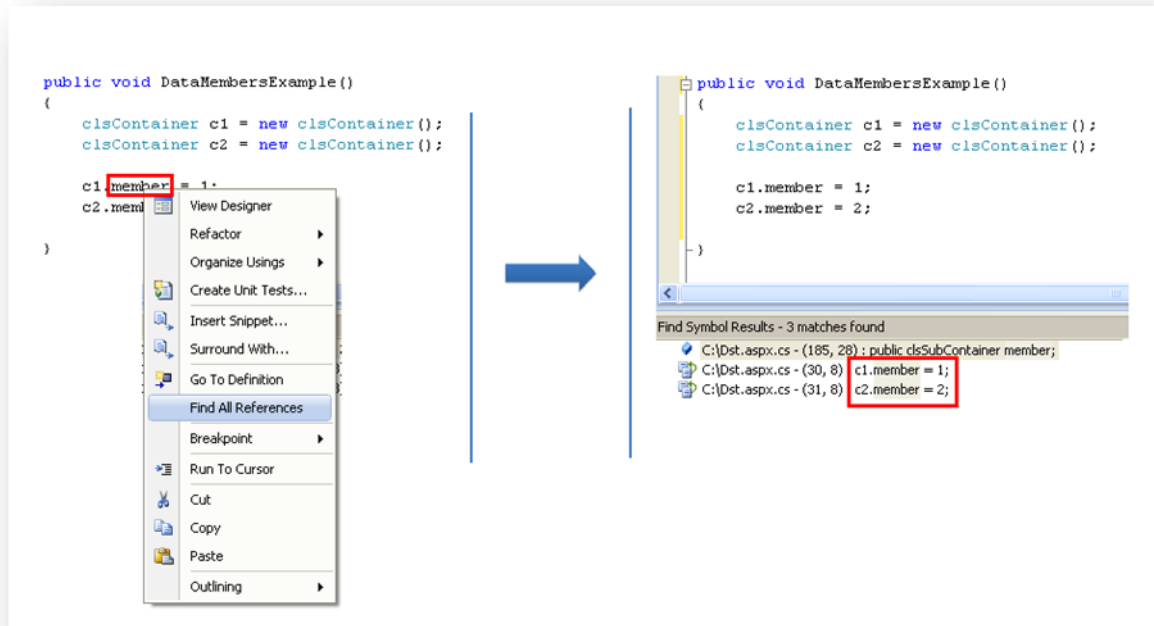 public void DataMembersExample()
{
clsContainer c1 = new clsContainer();
clsContainer c2 = new clsContainer();
c1.member = 1;
c2.mem
}
View Designer
Refactor
Organize Usings
Create Unit Tests...
Insert Snippet...
Surround With...
Go To Definition
Find All References
Breakpoint
Run To Cursor
Cut
Copy
Paste
Outlining
public void DataMembersExample()
{
clsContainer c1 = new clsContainer();
clsContainer c2 = new clsContainer();
c1.member = 1;
c2.member = 2;
}
Find Symbol Results - 3 matches found
C:\Dst.aspx.cs - (185, 28) : public clsSubContainer member;
C:\Dst.aspx.cs - (30, 8) c1.member = 1;
C:\Dst.aspx.cs - (31, 8) c2.member = 2;